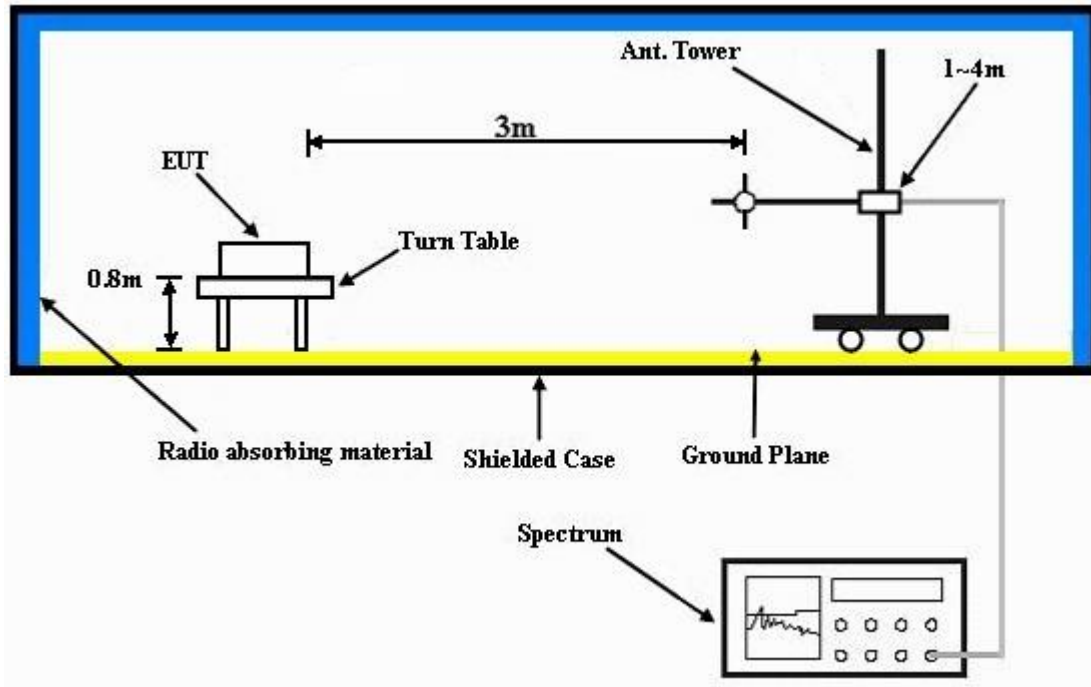 Ant. Tower
1~4m
3m
EUT
Turn Table
0.8m
Radio absorbing material
Shielded Case
Ground Plane
Spectrum